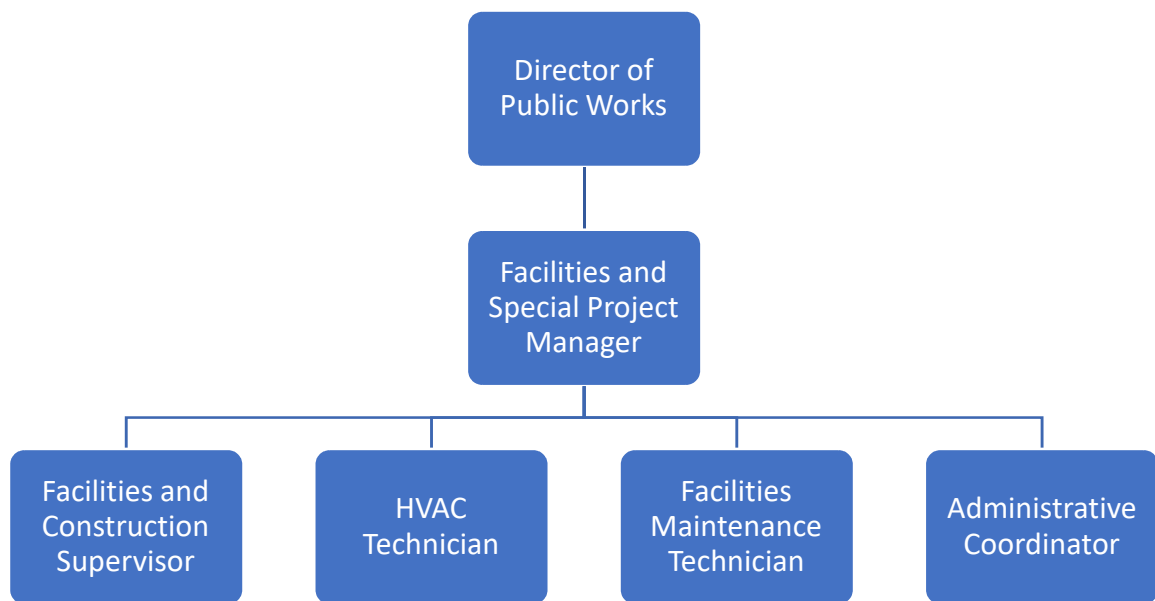 Director of
Public Works
Facilities and
Special Project
Manager
Facilities and
Construction
Supervisor
HVAC
Technician
Facilities
Maintenance
Technician
Administrative
Coordinator